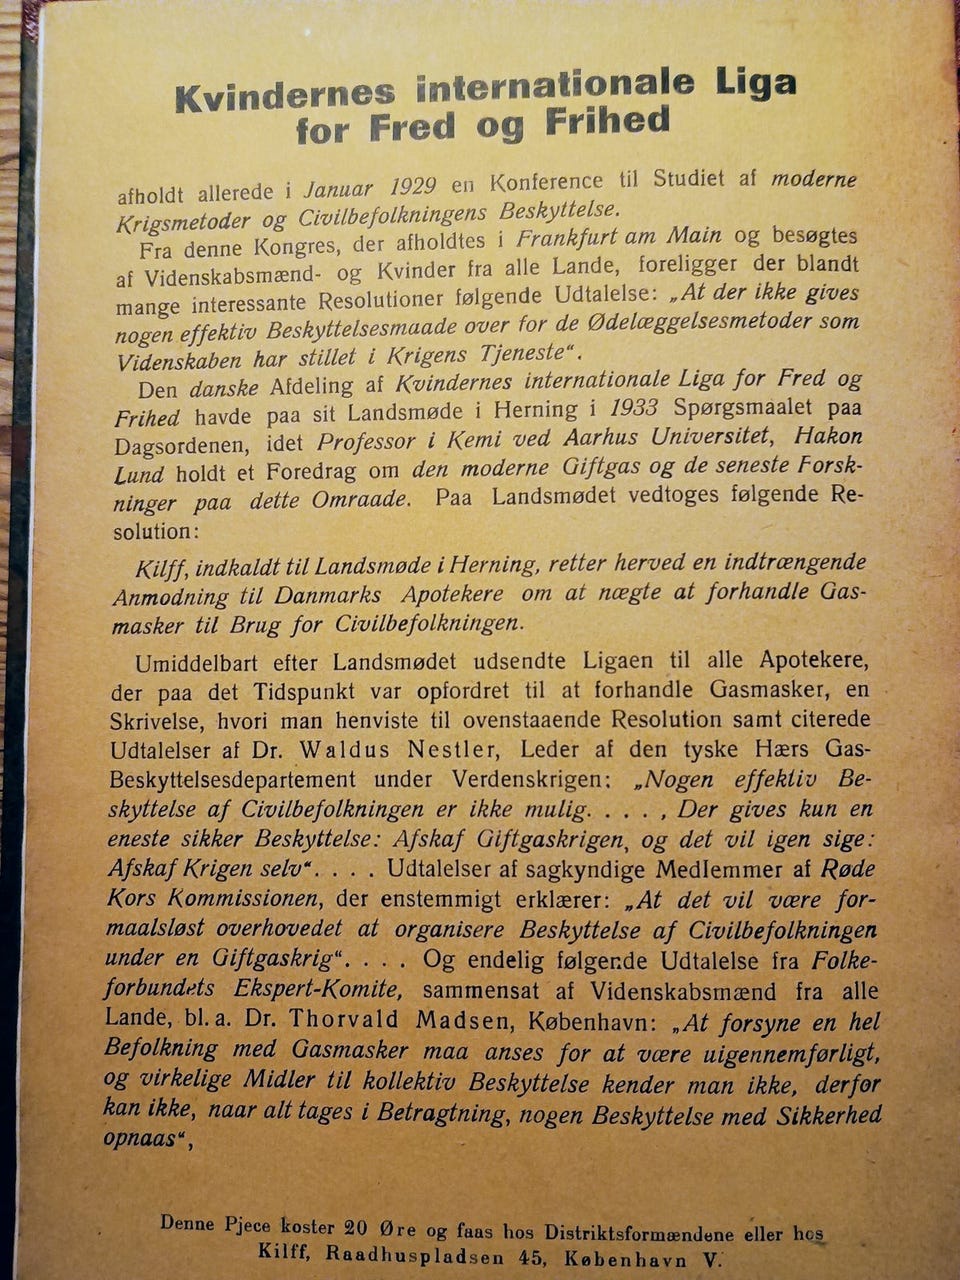 Kvindernes internationale Liga
for Fred og Frihed
afholdt allerede i Januar 1929 en Konference til Studiet af moderne
Krigsmetoder og Civilbefolkningens Beskyttelse.
Fra denne Kongres, der afholdtes i Frankfurt am Main og besøgtes
af Videnskabsmænd- og Kvinder fra alle Lande, foreligger der blandt
mange interessante Resolutioner følgende Udtalelse: „At der ikke gives
nogen effektiv Beskyttelsesmaade over for de Ødelæggelsesmetoder som
Videnskaben har stillet i Krigens Tjeneste“.
Den danske Afdeling af Kvindernes internationale Liga for Fred og
Frihed havde paa sit Landsmøde i Herning i 1933 Spørgsmaalet paa
Dagsordenen, idet Professor i Kemi ved Aarhus Universitet, Hakon
Lund holdt et Foredrag om den moderne Giftgas og de seneste Forsk-
ninger paa dette Omraade. Paa Landsmødet vedtoges følgende Re-
solution:
Kilff, indkaldt til Landsmøde i Herning, retter herved en indtrængende
Anmodning til Danmarks Apotekere om at nægte at forhandle Gas-
masker til Brug for Civilbefolkningen.
Umiddelbart efter Landsmødet udsendte Ligaen til alle Apotekere,
der paa det Tidspunkt var opfordret til at forhandle Gasmasker, en
Skrivelse, hvori man henviste til ovenstaaende Resolution samt citerede
Udtalelser af Dr. Waldus Nestler, Leder af den tyske Hærs Gas-
Beskyttelsesdepartement under Verdenskrigen: „Nogen effektiv Be-
skyttelse af Civilbefolkningen er ikke mulig. . . . , Der gives kun en
eneste sikker Beskyttelse: Afskaf Giftgaskrigen, og det vil igen sige:
Afskaf Krigen selv“. . . . Udtalelser af sagkyndige Medlemmer af Røde
Kors Kommissionen, der enstemmigt erklærer: „At det vil være for-
maalsløst overhovedet at organisere Beskyttelse af Civilbefolkningen
under en Giftgaskrig“. . . . Og endelig følgende Udtalelse fra Folke-
forbundets Ekspert-Komite, sammensat af Videnskabsmænd fra alle
Lande, bl. a. Dr. Thorvald Madsen, København: „At forsyne en hel
Befolkning med Gasmasker maa anses for at være uigennemførligt,
og virkelige Midler til kollektiv Beskyttelse kender man ikke, derfor
kan ikke, naar alt tages i Betragtning, nogen Beskyttelse med Sikkerhed
opnaas“,
Denne Pjece koster 20 Øre og faas hos Distriktsformændene eller hos
Kilff, Raadhuspladsen 45, København V.